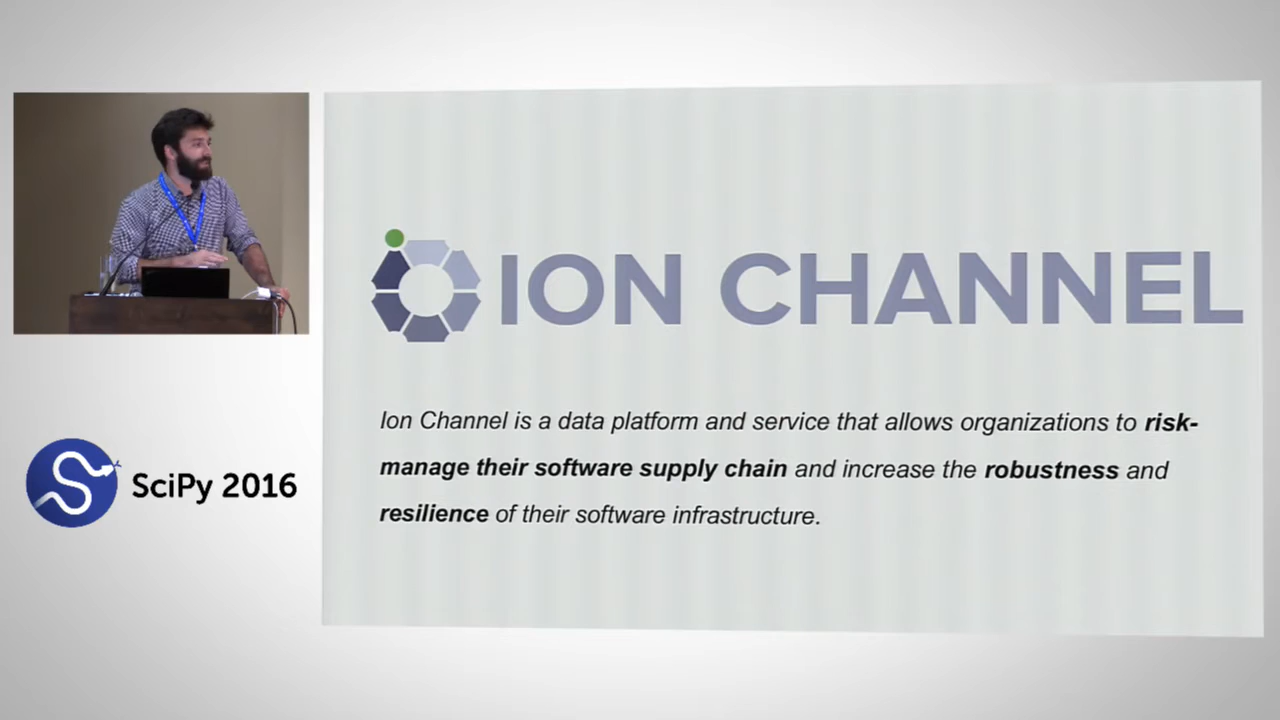 ION CHANNEL
Ion Channel is a data platform and service that allows organizations to risk-
manage their software supply chain and increase the robustness and
resilience of their software infrastructure.
SciPy 2016